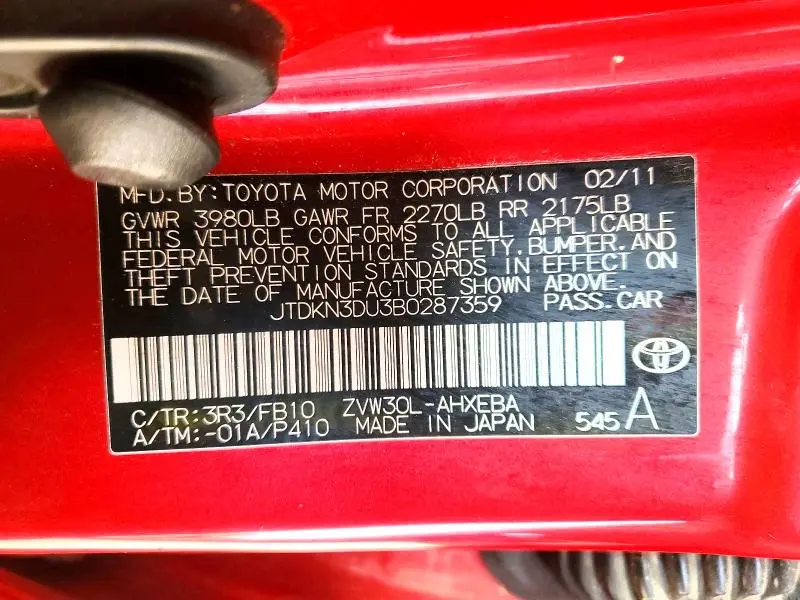 MFD.BY:TOYOTA MOTOR CORPORATION 02/11
GVWR 3980LB GAWR FR 2270LB RR 2175LB
THIS VEHICLE CONFORMS TO ALL APPLICABLE
FEDERAL MOTOR VEHICLE SAFETY,BUMPER,AND
THEFT PREVENTION STANDARDS IN EFFECT ON
THE DATE OF MANUFACTURE SHOWN ABOVE.
JTDKN3DU3B0287359 PASS.CAR
C/TR:3R3/FB10 ZVW30L-AHXEBA
A/TM:-01A/P410 MADE IN JAPAN 545 A